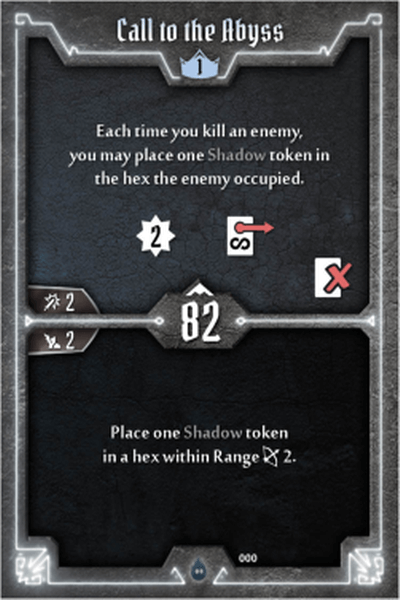 Call to the Abyss
1
Each time you kill an enemy,
you may place one Shadow token in
the hex the enemy occupied.
2
2
82
2
Place one Shadow token
in a hex within Range 2.
000